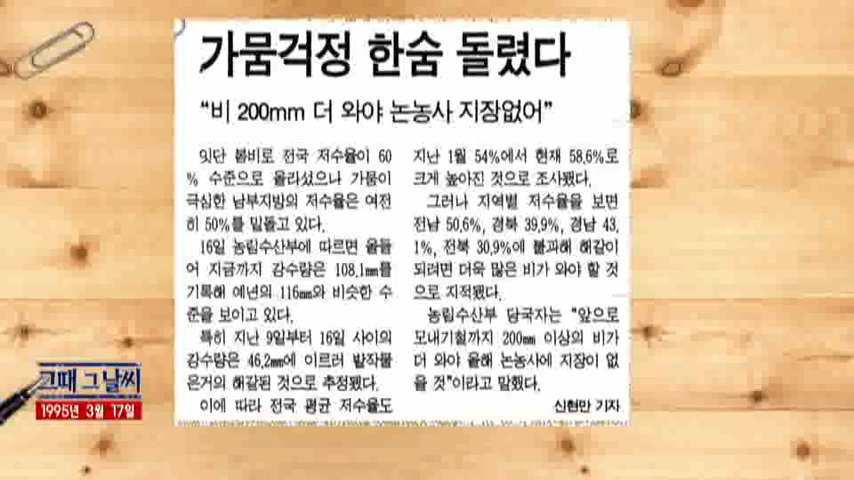 가뭄걱정 한숨 돌렸다
“비 200mm 더 와야 논농사 지장없어”
잇단 봄비로 전국 저수율이 60
% 수준으로 올라섰으나 가뭄이
극심한 남부지방의 저수율은 여전
히 50%를 밑돌고 있다.
16일 농림수산부에 따르면 올들
어 지금까지 강수량은 108.1㎜를
기록해 예년의 116㎜와 비슷한 수
준을 보이고 있다.
특히 지난 9일부터 16일 사이의
강수량은 46.2㎜에 이르러 밭작물
은거의 해갈된 것으로 추정됐다.
이에 따라 전국 평균 저수율도
지난 1월 54%에서 현재 58.6%로
크게 높아진 것으로 조사됐다.
그러나 지역별 저수율을 보면
전남 50.6%, 경북 39.9%, 경남 43.
1%, 전북 30.9%에 불과해 해갈이
되려면 더욱 많은 비가 와야 할 것
으로 지적됐다.
농림수산부 당국자는 “앞으로
모내기철까지 200㎜ 이상의 비가
더 와야 올해 논농사에 지장이 없
을 것”이라고 말했다.
신현만 기자
그때 그 날씨
1995년 3월 17일